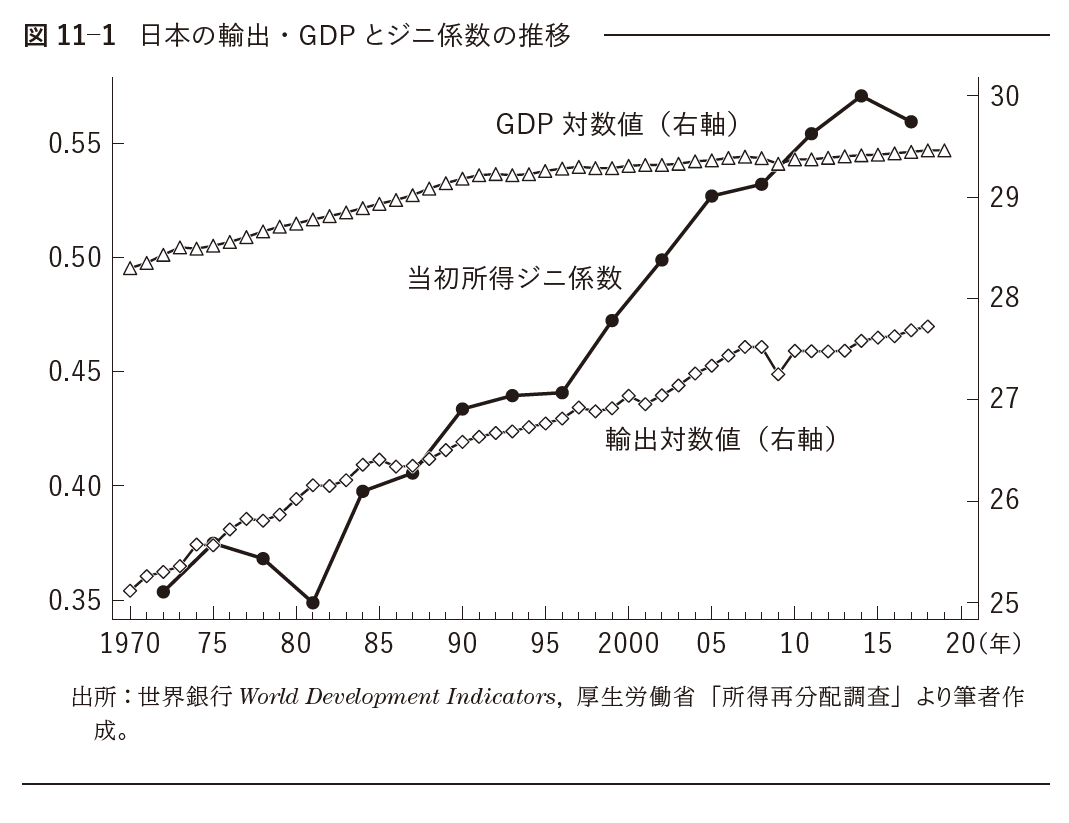 図 11–1 日本の輸出・GDP とジニ係数の推移
GDP 対数値（右軸）
当初所得ジニ係数
輸出対数値（右軸）
0.55
0.50
0.45
0.40
0.35
30
29
28
27
26
25
1970 75 80 85 90 95 2000 05 10 15 20（年）
出所：世界銀行 World Development Indicators, 厚生労働省「所得再分配調査」より筆者作
成。